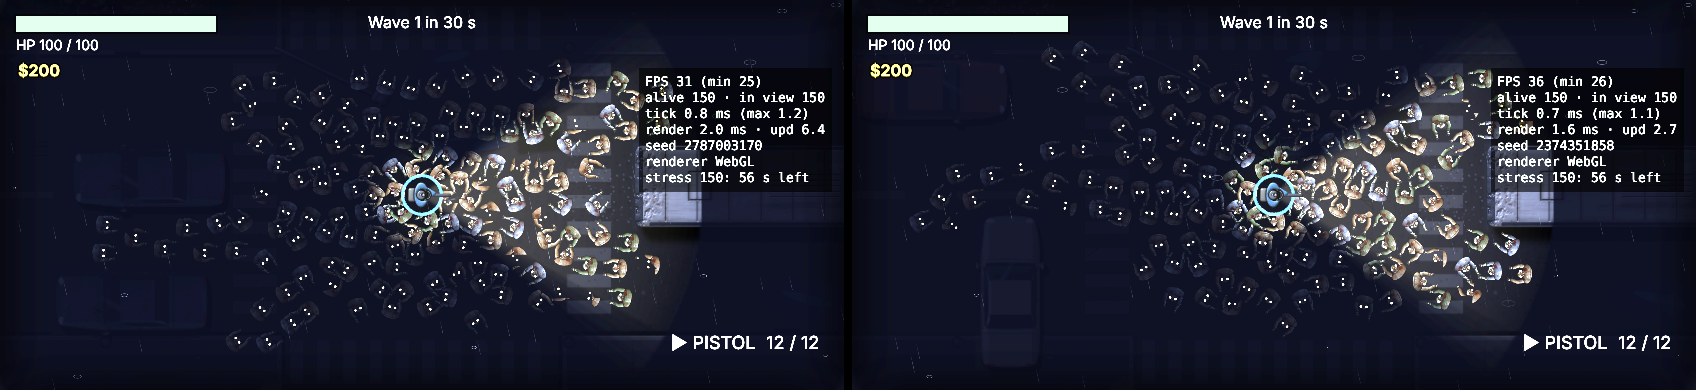 Wave 1 in 30 s
HP 100 / 100
$200
FPS 31 (min 25)
alive 150 · in view 150
tick 0.8 ms (max 1.2)
render 2.0 ms · upd 6.4
seed 2787003170
renderer WebGL
stress 150: 56 s left
▶ PISTOL 12 / 12
Wave 1 in 30 s
HP 100 / 100
$200
FPS 36 (min 26)
alive 150 · in view 150
tick 0.7 ms (max 1.1)
render 1.6 ms · upd 2.7
seed 2374351858
renderer WebGL
stress 150: 56 s left
▶ PISTOL 12 / 12